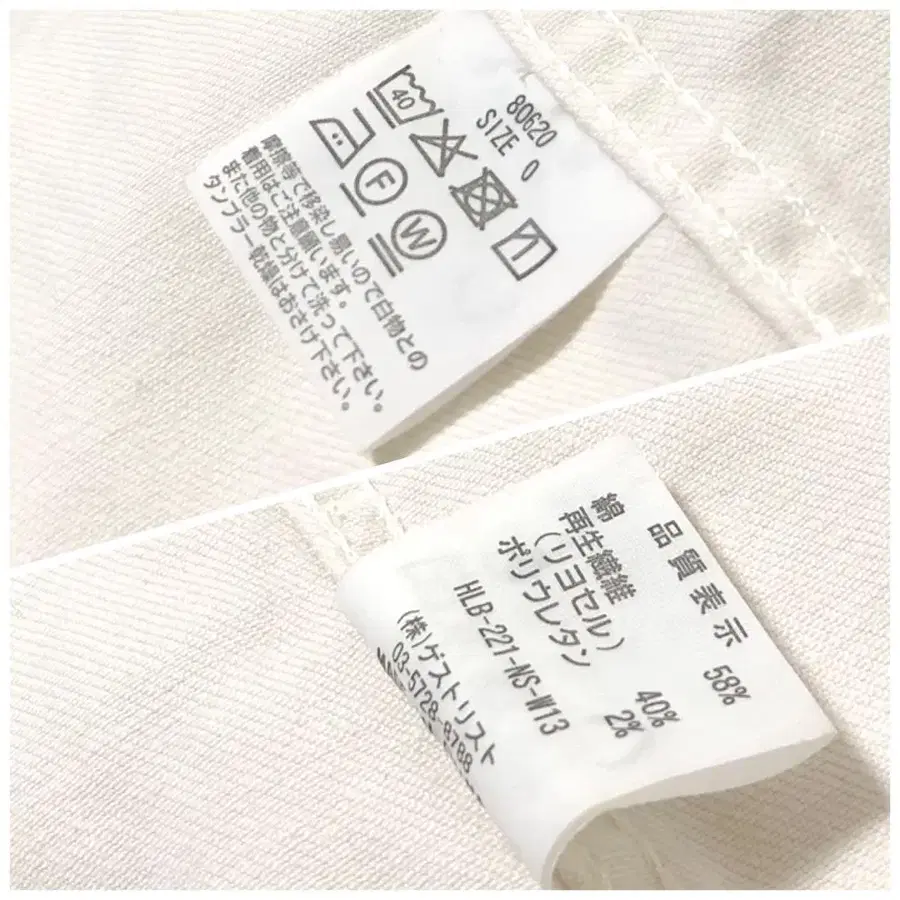 80620
SIZE 0
40
F
W
摩擦等で移染し易いので白物との
着用はご注意願います。
また他の物と分けて洗って下さい。
タンブラー乾燥はおさけ下さい。
品質表示
綿 58%
再生繊維
(リヨセル) 40%
ポリウレタン 2%
HLB-221-NS-W13
(株)ゲストリスト
03-5728-8788